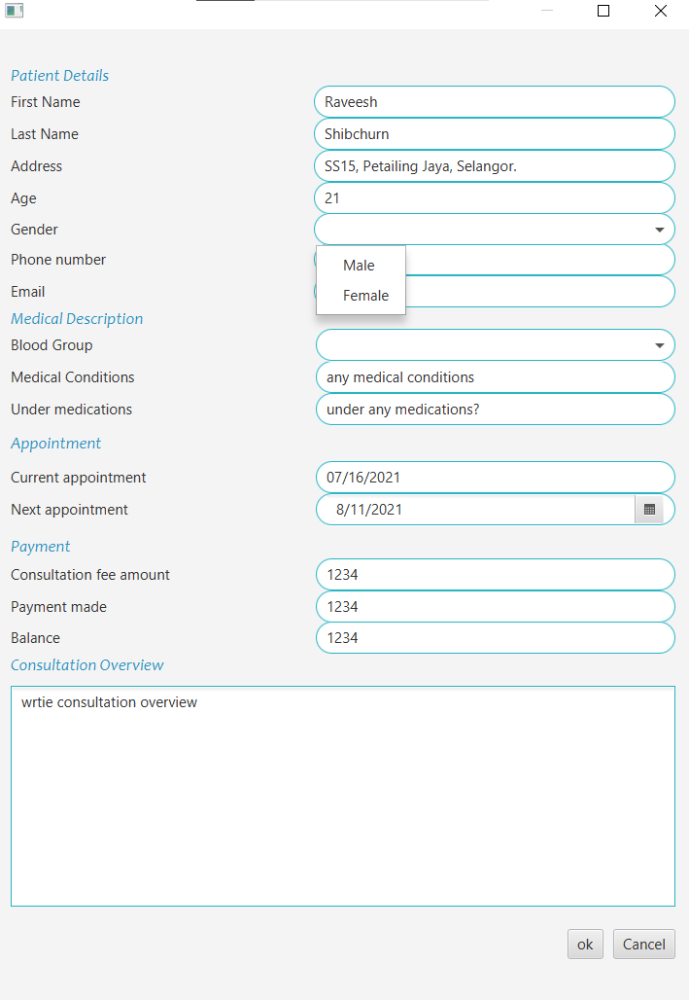 Patient Details
First Name Raveesh
Last Name Shibchurn
Address SS15, Petailing Jaya, Selangor.
Age 21
Gender
Male
Phone number
Female
Email
Medical Description
Blood Group
Medical Conditions any medical conditions
Under medications under any medications?
Appointment
Current appointment 07/16/2021
Next appointment 8/11/2021
Payment
Consultation fee amount 1234
Payment made 1234
Balance 1234
Consultation Overview
wrtie consultation overview
ok Cancel